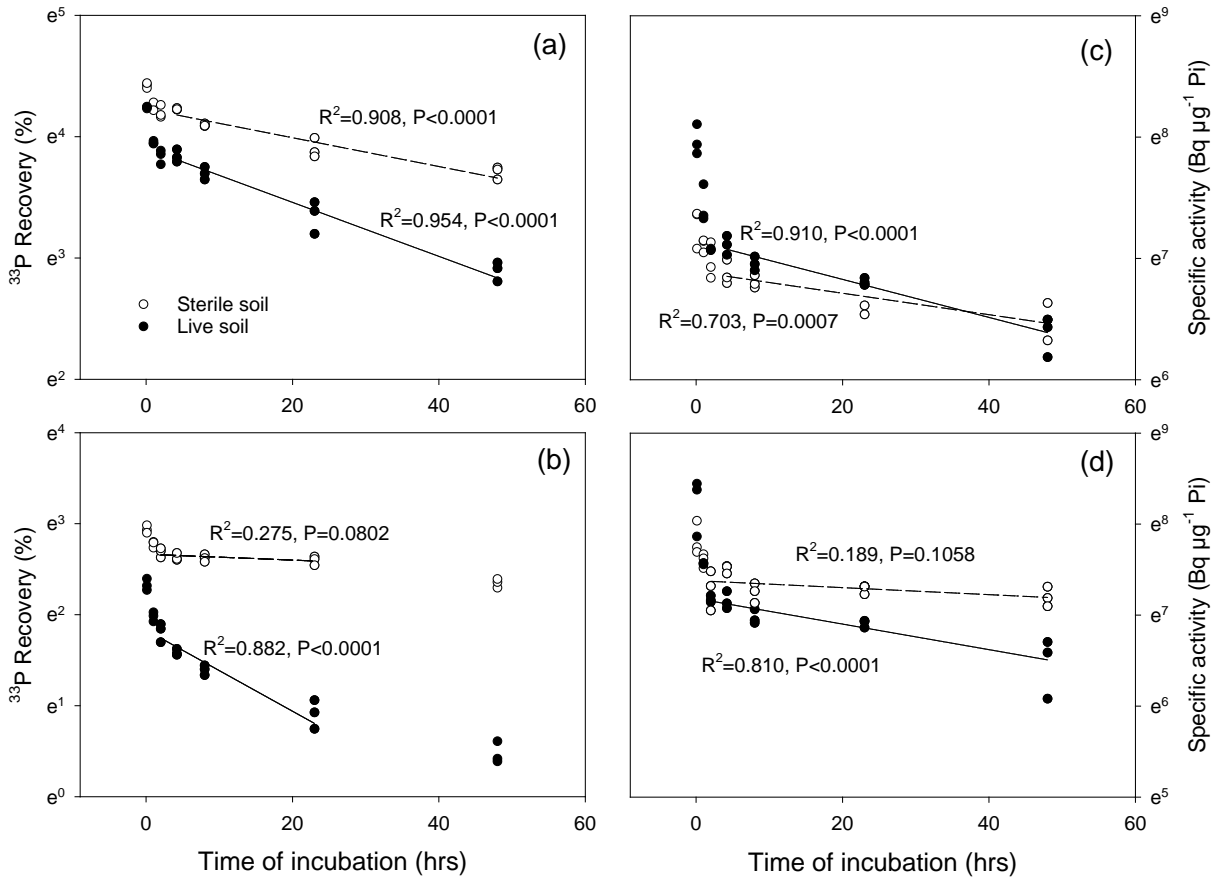 (a)
e⁵
e⁴
e³
e²
³³P Recovery (%)
R²=0.908, P<0.0001
R²=0.954, P<0.0001
Sterile soil
Live soil
0 20 40 60
(c)
e⁹
e⁸
e⁷
e⁶
Specific activity (Bq µg⁻¹ Pi)
R²=0.910, P<0.0001
R²=0.703, P=0.0007
0 20 40 60
(b)
e⁴
e³
e²
e¹
e⁰
³³P Recovery (%)
R²=0.275, P=0.0802
R²=0.882, P<0.0001
0 20 40 60
Time of incubation (hrs)
(d)
e⁹
e⁸
e⁷
e⁶
e⁵
Specific activity (Bq µg⁻¹ Pi)
R²=0.189, P=0.1058
R²=0.810, P<0.0001
0 20 40 60
Time of incubation (hrs)